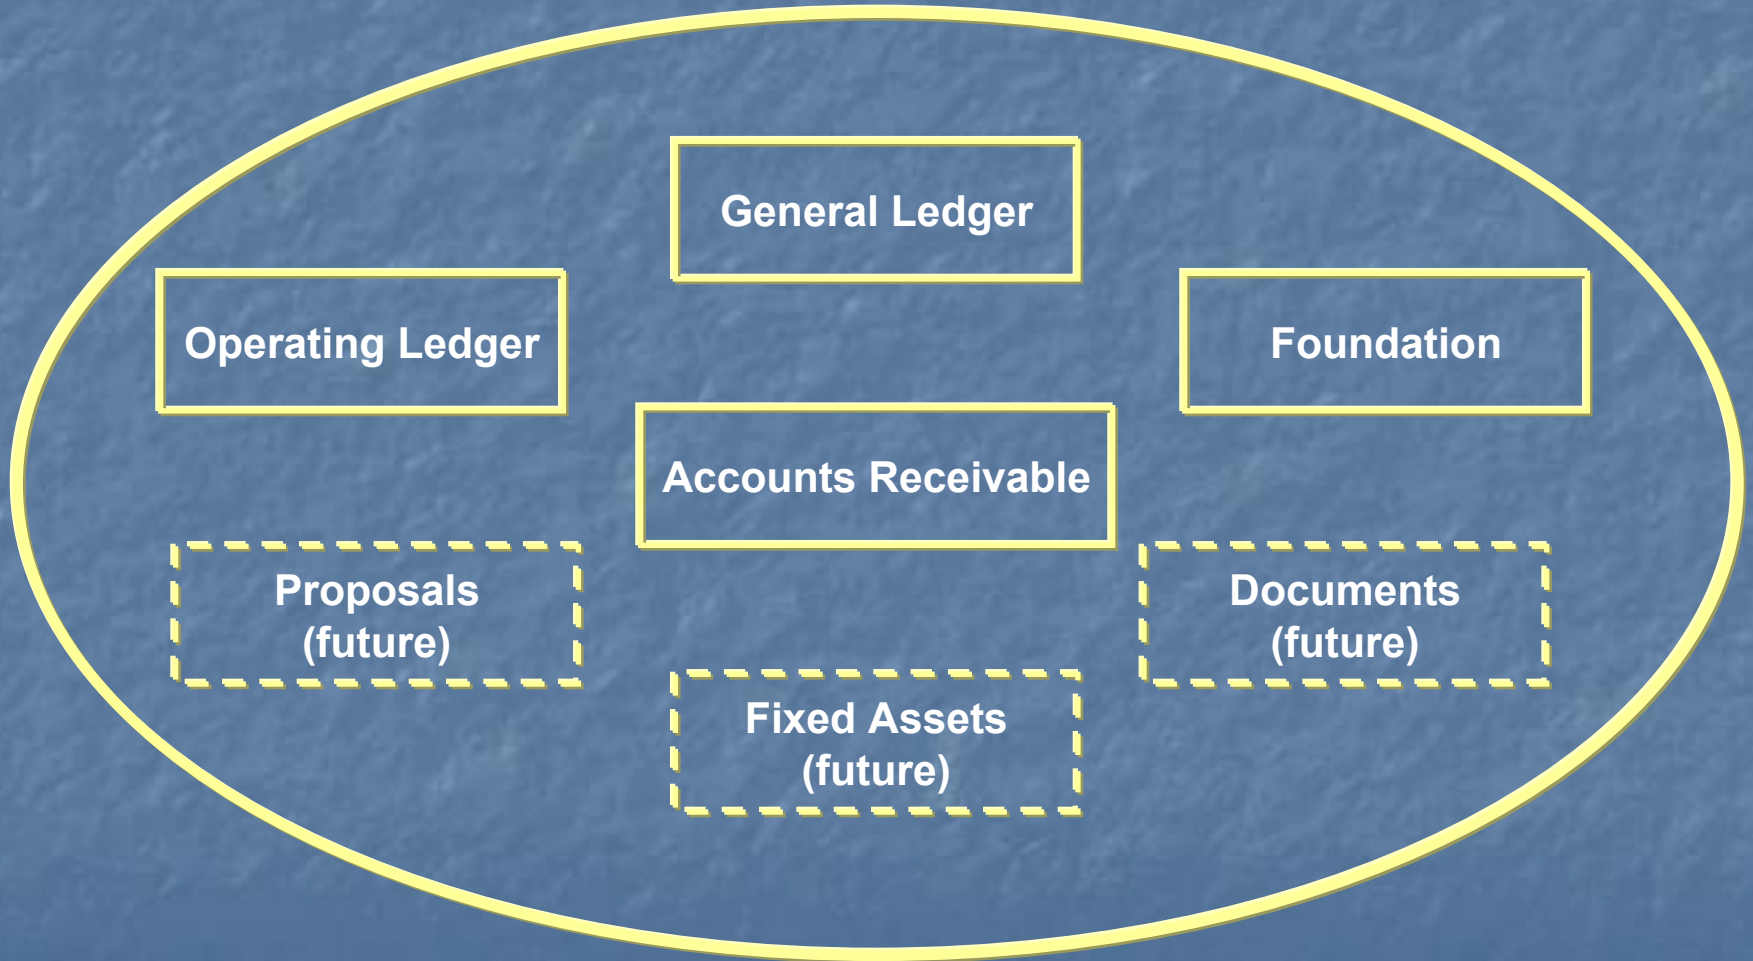 General Ledger
Operating Ledger
Foundation
Accounts Receivable
Proposals
(future)
Documents
(future)
Fixed Assets
(future)